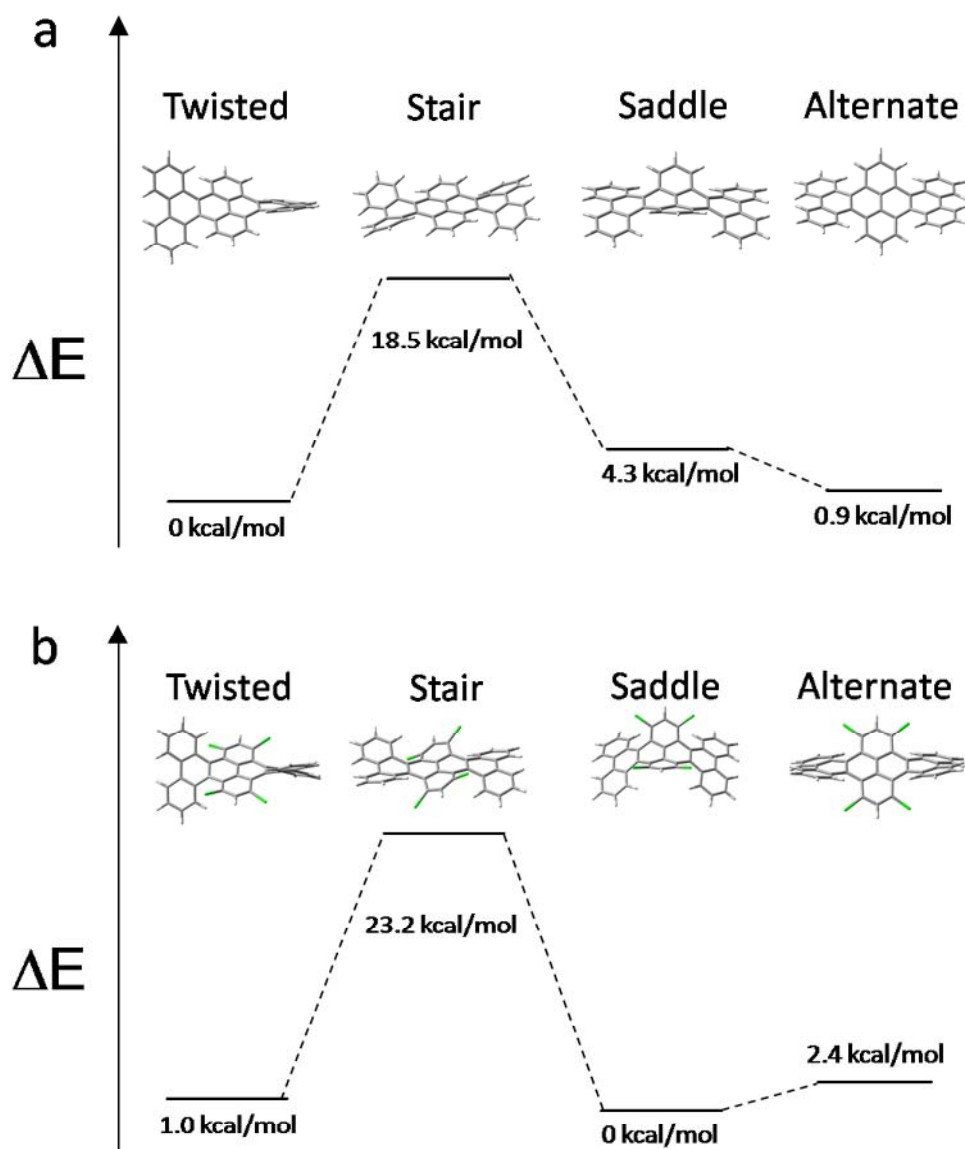 a
Twisted Stair Saddle Alternate
18.5 kcal/mol
ΔE
4.3 kcal/mol
0 kcal/mol
0.9 kcal/mol
b
Twisted Stair Saddle Alternate
23.2 kcal/mol
ΔE
2.4 kcal/mol
1.0 kcal/mol
0 kcal/mol